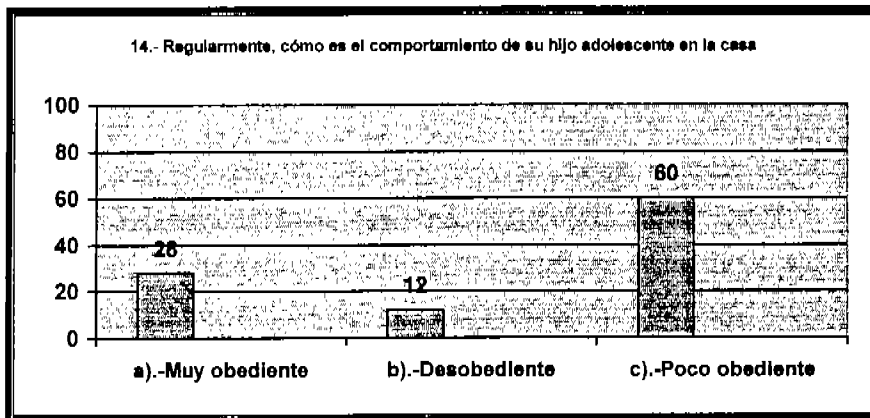 14.- Regularmente, cómo es el comportamiento de su hijo adolescente en la casa
100
80
60
40
20
0
28
12
60
a).-Muy obediente
b).-Desobediente
c).-Poco obediente